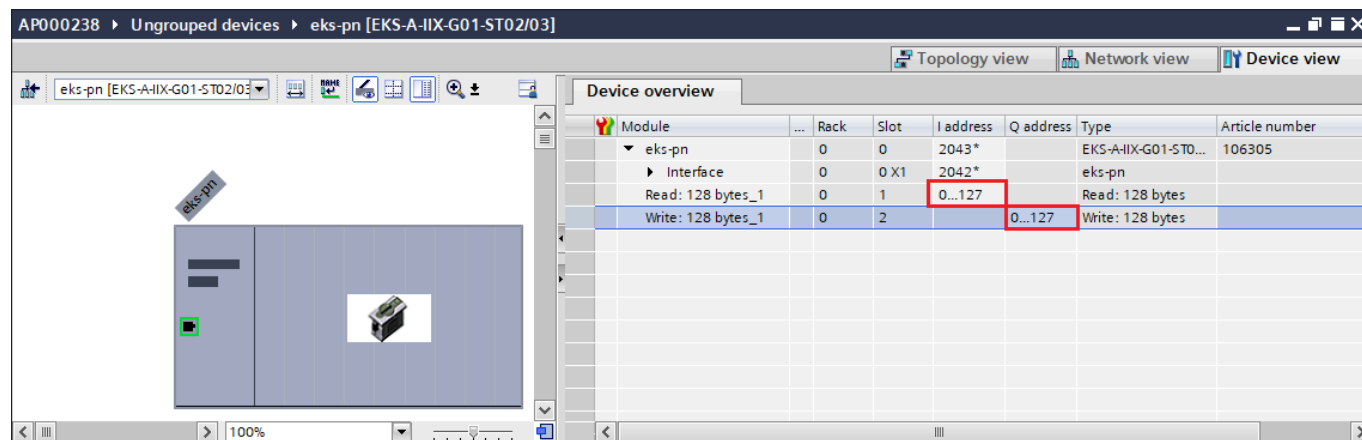 AP000238 ▸ Ungrouped devices ▸ eks-pn [EKS-A-IIX-G01-ST02/03]
Topology view Network view Device view
eks-pn [EKS-A-IIX-G01-ST02/03 NAME
Device overview
Module ... Rack Slot I address Q address Type Article number
eks-pn 0 0 2043* EKS-A-IIX-G01-ST0... 106305
Interface 0 0 X1 2042* eks-pn
Read: 128 bytes_1 0 1 0...127 Read: 128 bytes
Write: 128 bytes_1 0 2 0...127 Write: 128 bytes
eks-pn
100%